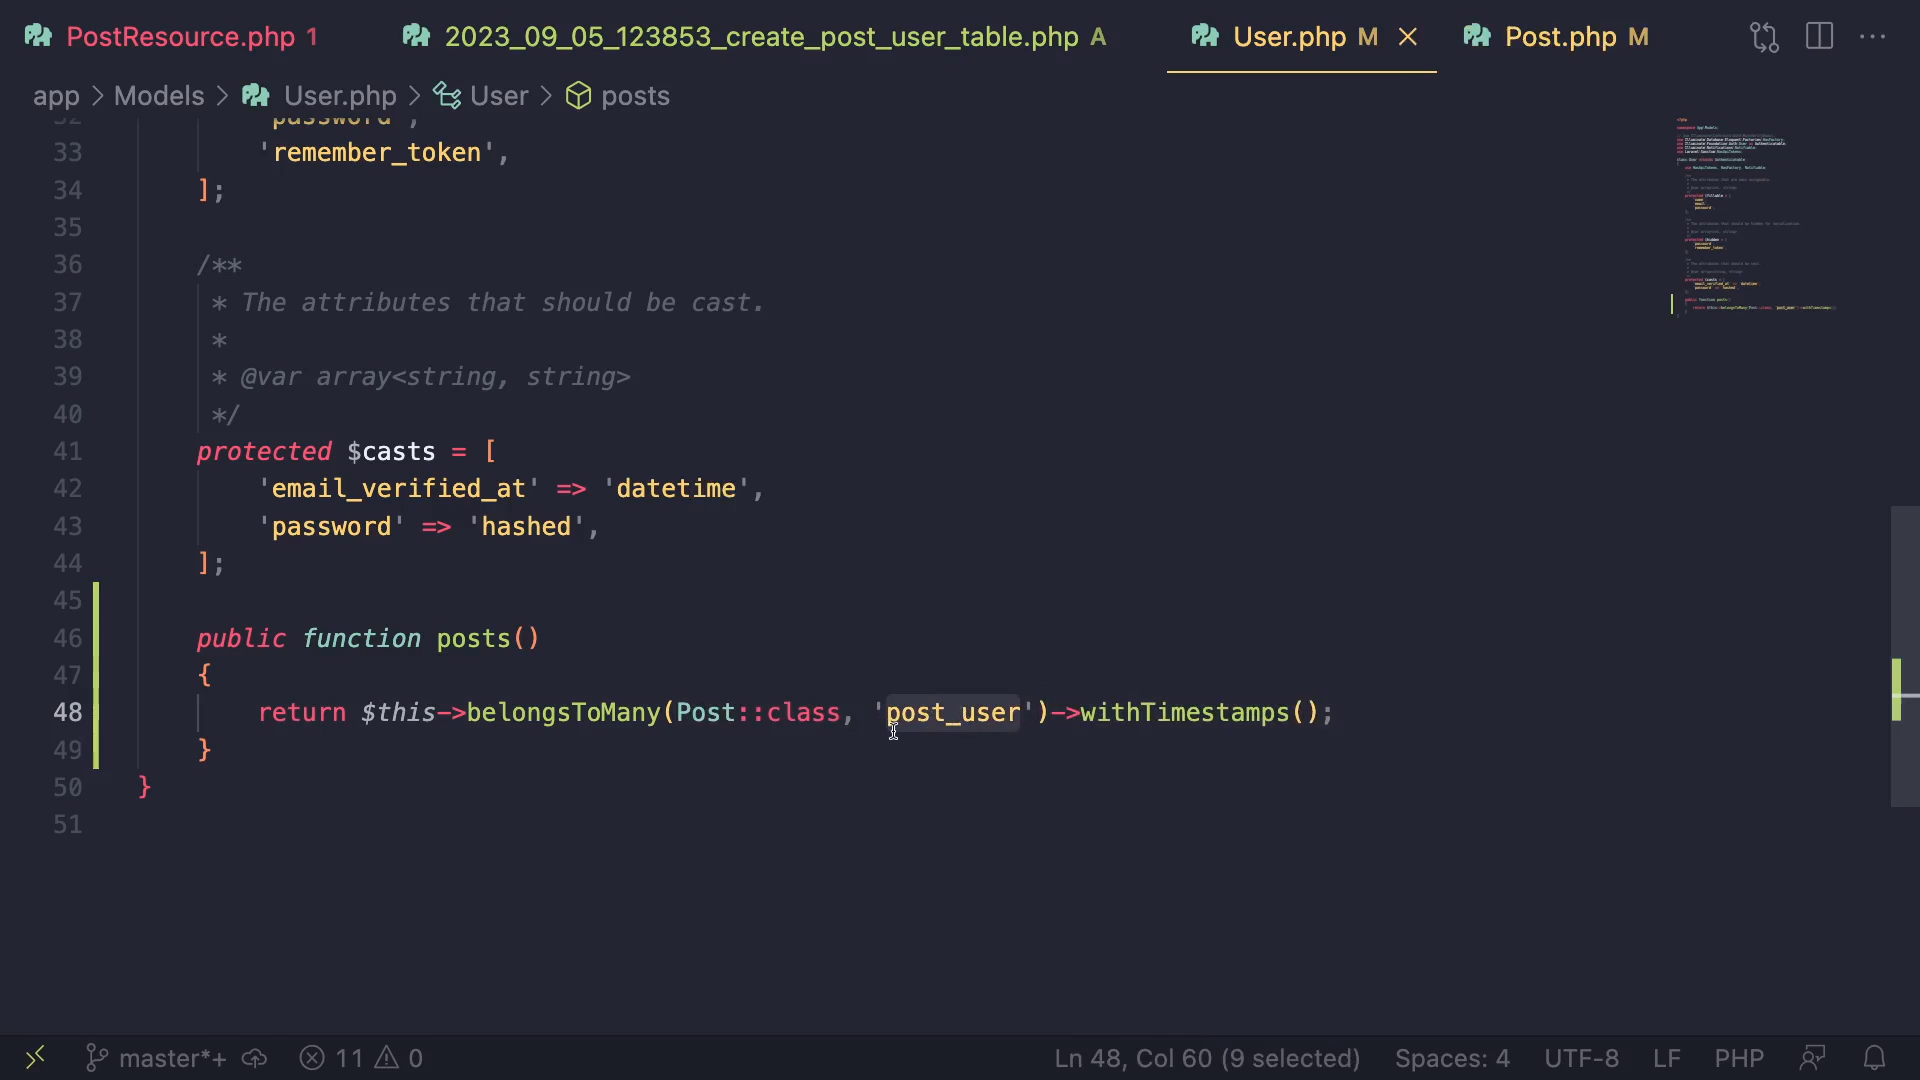 PostResource.php 1
2023_09_05_123853_create_post_user_table.php A
User.php M
Post.php M
app > Models > User.php > User > posts
32 'password',
33 'remember_token',
34 ];
35
36 /**
37 * The attributes that should be cast.
38 *
39 * @var array<string, string>
40 */
41 protected $casts = [
42 'email_verified_at' => 'datetime',
43 'password' => 'hashed',
44 ];
45
46 public function posts()
47 {
48 return $this->belongsToMany(Post::class, 'post_user')->withTimestamps();
49 }
50 }
51
master*+ 11 0 Ln 48, Col 60 (9 selected) Spaces: 4 UTF-8 LF PHP